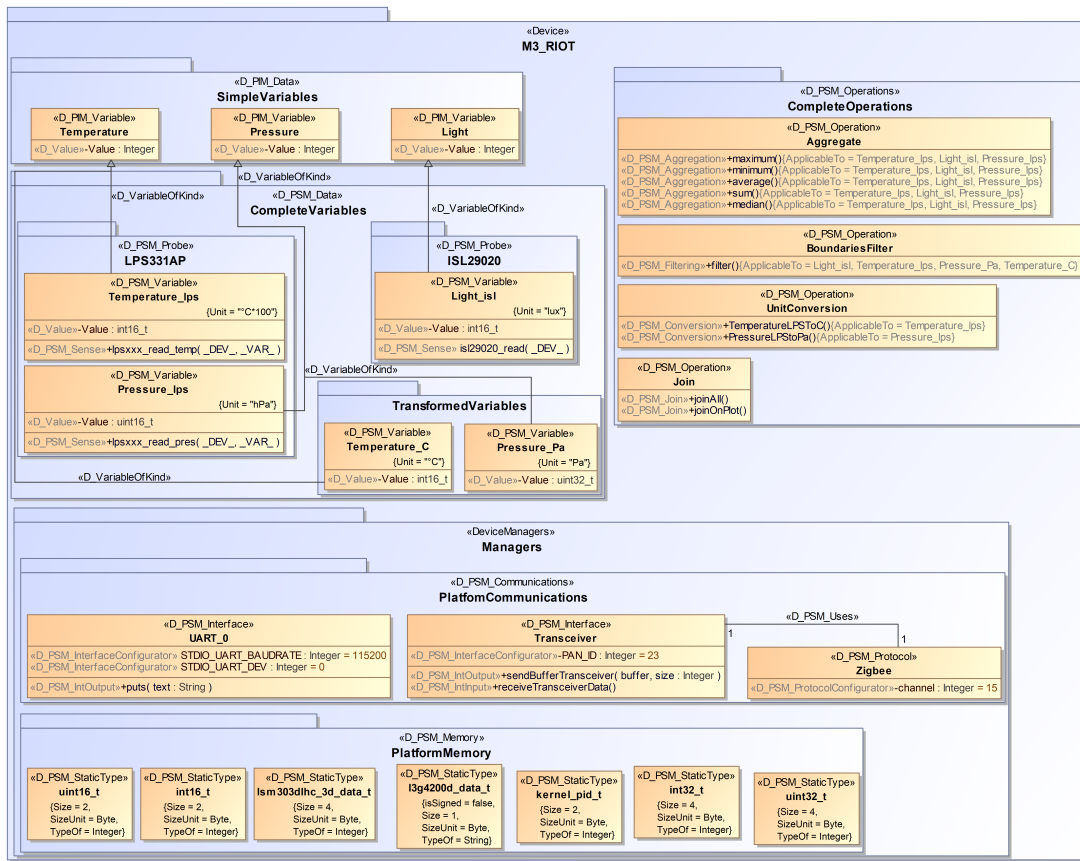 «Device»
M3_RIOT
«D_PIM_Data»
SimpleVariables
«D_PIM_Variable»
Temperature
«D_Value»-Value : Integer
«D_PIM_Variable»
Pressure
«D_Value»-Value : Integer
«D_PIM_Variable»
Light
«D_Value»-Value : Integer
«D_VariableOfKind»
«D_VariableOfKind»
«D_VariableOfKind»
«D_PSM_Data»
CompleteVariables
«D_PSM_Probe»
LPS331AP
«D_PSM_Variable»
Temperature_lps
{Unit = "°C*100"}
«D_Value»-Value : int16_t
«D_PSM_Sense»+lpsxxx_read_temp( _DEV_, _VAR_ )
«D_PSM_Variable»
Pressure_lps
{Unit = "hPa"}
«D_Value»-Value : uint16_t
«D_PSM_Sense»+lpsxxx_read_pres( _DEV_, _VAR_ )
«D_PSM_Probe»
ISL29020
«D_PSM_Variable»
Light_isl
{Unit = "lux"}
«D_Value»-Value : int16_t
«D_PSM_Sense» isl29020_read( _DEV_ )
«D_VariableOfKind»
TransformedVariables
«D_PSM_Variable»
Temperature_C
{Unit = "°C"}
«D_Value»-Value : int16_t
«D_PSM_Variable»
Pressure_Pa
{Unit = "Pa"}
«D_Value»-Value : uint32_t
«D_VariableOfKind»
«D_PSM_Operations»
CompleteOperations
«D_PSM_Operation»
Aggregate
«D_PSM_Aggregation»+maximum(){ApplicableTo = Temperature_lps, Light_isl, Pressure_lps}
«D_PSM_Aggregation»+minimum(){ApplicableTo = Temperature_lps, Light_isl, Pressure_lps}
«D_PSM_Aggregation»+average(){ApplicableTo = Temperature_lps, Light_isl, Pressure_lps}
«D_PSM_Aggregation»+sum(){ApplicableTo = Temperature_lps, Light_isl, Pressure_lps}
«D_PSM_Aggregation»+median(){ApplicableTo = Temperature_lps, Light_isl, Pressure_lps}
«D_PSM_Operation»
BoundariesFilter
«D_PSM_Filtering»+filter(){ApplicableTo = Light_isl, Temperature_lps, Pressure_Pa, Temperature_C}
«D_PSM_Operation»
UnitConversion
«D_PSM_Conversion»+TemperatureLPSToC(){ApplicableTo = Temperature_lps}
«D_PSM_Conversion»+PressureLPStoPa(){ApplicableTo = Pressure_lps}
«D_PSM_Operation»
Join
«D_PSM_Join»+joinAll()
«D_PSM_Join»+joinOnPlot()
«DeviceManagers»
Managers
«D_PSM_Communications»
PlatfomCommunications
«D_PSM_Interface»
UART_0
«D_PSM_InterfaceConfigurator» STDIO_UART_BAUDRATE : Integer = 115200
«D_PSM_InterfaceConfigurator» STDIO_UART_DEV : Integer = 0
«D_PSM_IntOutput»+puts( text : String )
«D_PSM_Interface»
Transceiver
«D_PSM_InterfaceConfigurator»-PAN_ID : Integer = 23
«D_PSM_IntOutput»+sendBufferTransceiver( buffer, size : Integer )
«D_PSM_IntInput»+receiveTransceiverData()
«D_PSM_Uses»
1
1
«D_PSM_Protocol»
Zigbee
«D_PSM_ProtocolConfigurator»-channel : Integer = 15
«D_PSM_Memory»
PlatformMemory
«D_PSM_StaticType»
uint16_t
{Size = 2,
SizeUnit = Byte,
TypeOf = Integer}
«D_PSM_StaticType»
int16_t
{Size = 2,
SizeUnit = Byte,
TypeOf = Integer}
«D_PSM_StaticType»
lsm303dlhc_3d_data_t
{Size = 4,
SizeUnit = Byte,
TypeOf = Integer}
«D_PSM_StaticType»
l3g4200d_data_t
{isSigned = false,
Size = 1,
SizeUnit = Byte,
TypeOf = String}
«D_PSM_StaticType»
kernel_pid_t
{Size = 2,
SizeUnit = Byte,
TypeOf = Integer}
«D_PSM_StaticType»
int32_t
{Size = 4,
SizeUnit = Byte,
TypeOf = Integer}
«D_PSM_StaticType»
uint32_t
{Size = 4,
SizeUnit = Byte,
TypeOf = Integer}